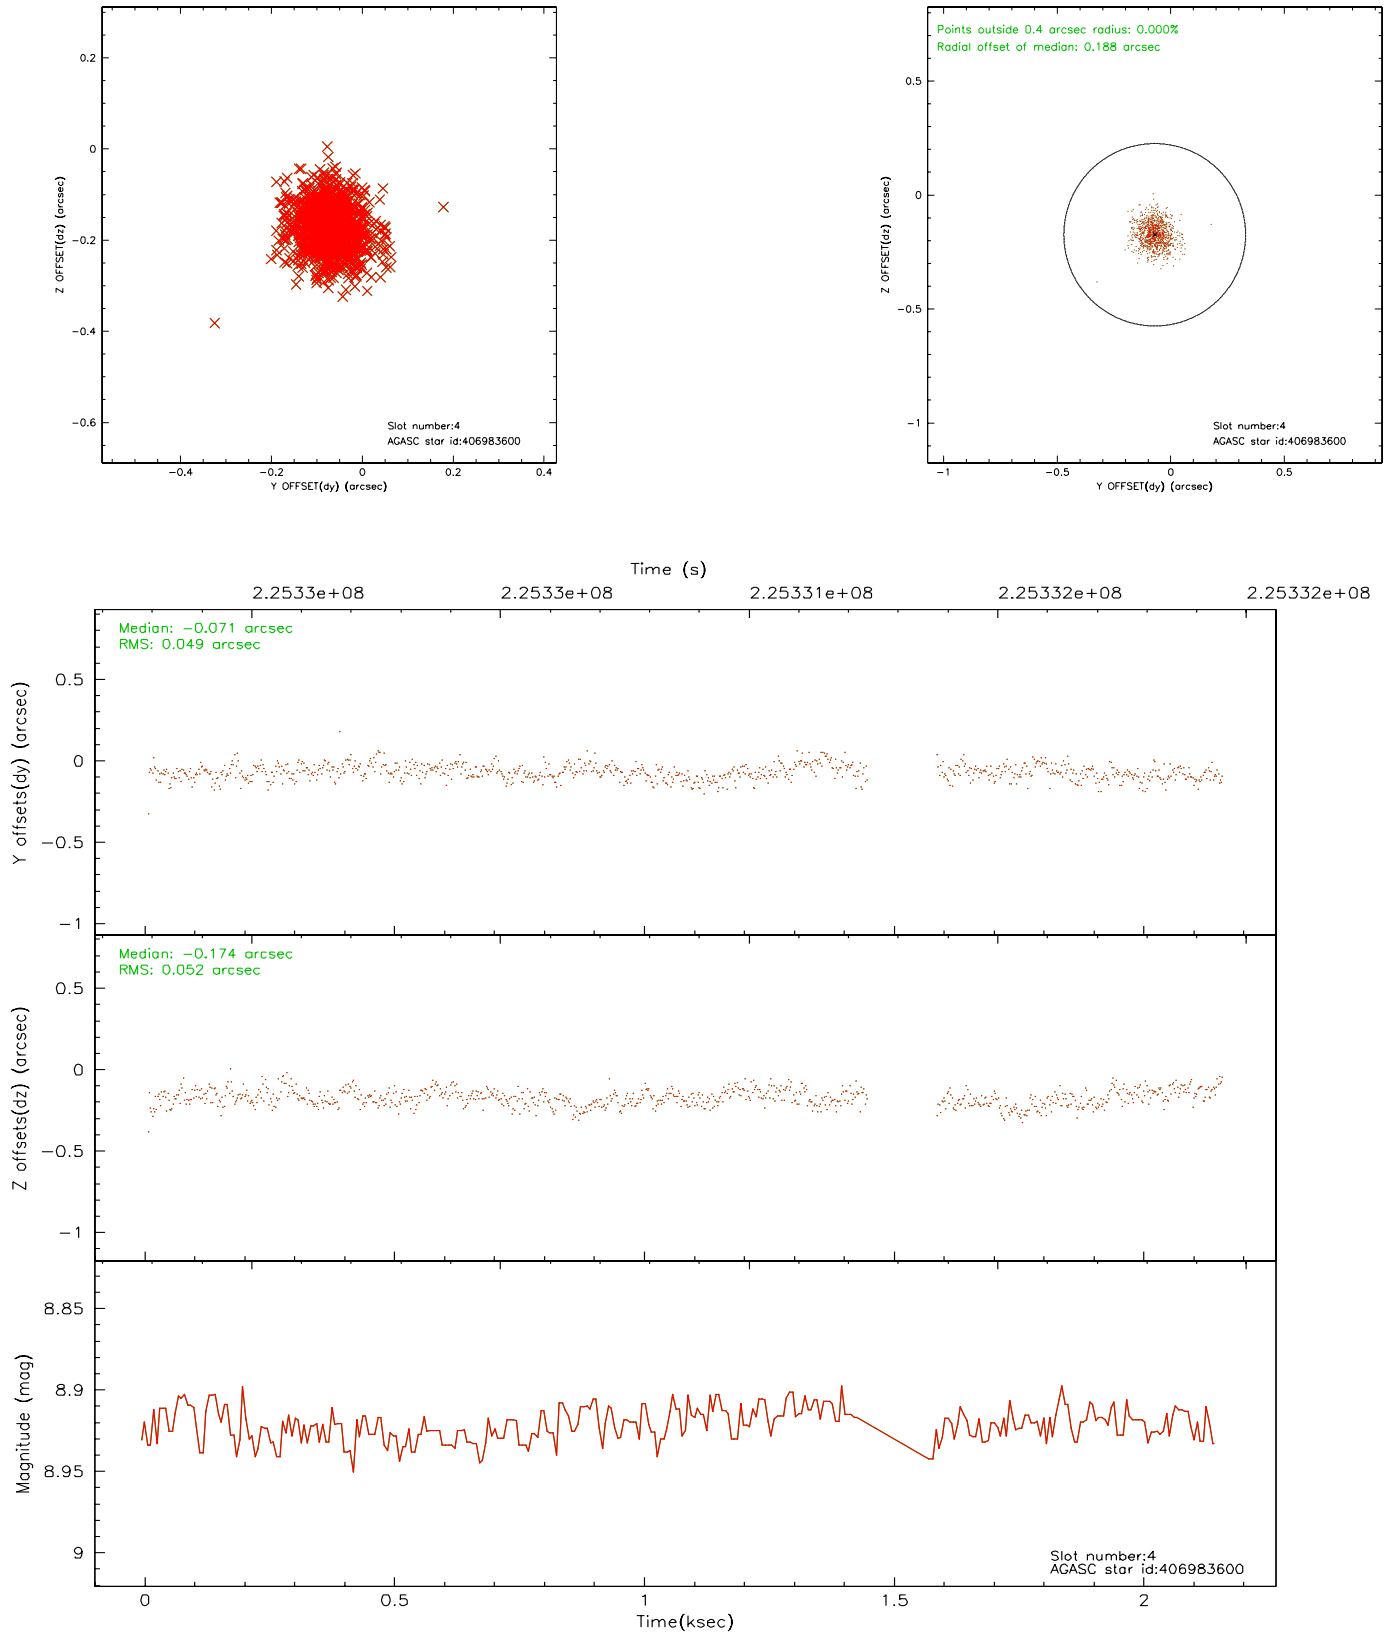 0.2
0
−0.2
−0.4
−0.6
Z OFFSET(dz) (arcsec)
Slot number:4
AGASC star id:406983600
−0.4
−0.2
0
0.2
0.4
Y OFFSET(dy) (arcsec)
Points outside 0.4 arcsec radius: 0.000%
Radial offset of median: 0.188 arcsec
0.5
0
−0.5
−1
Z OFFSET(dz) (arcsec)
Slot number:4
AGASC star id:406983600
−1
−0.5
0
0.5
Y OFFSET(dy) (arcsec)
Time (s)
2.2533e+08
2.2533e+08
2.25331e+08
2.25332e+08
2.25332e+08
Median: −0.071 arcsec
RMS: 0.049 arcsec
0.5
0
−0.5
−1
Y offsets(dy) (arcsec)
Median: −0.174 arcsec
RMS: 0.052 arcsec
0.5
0
−0.5
−1
Z offsets(dz) (arcsec)
8.85
8.9
8.95
9
Magnitude (mag)
Slot number:4
AGASC star id:406983600
0
0.5
1
1.5
2
Time(ksec)